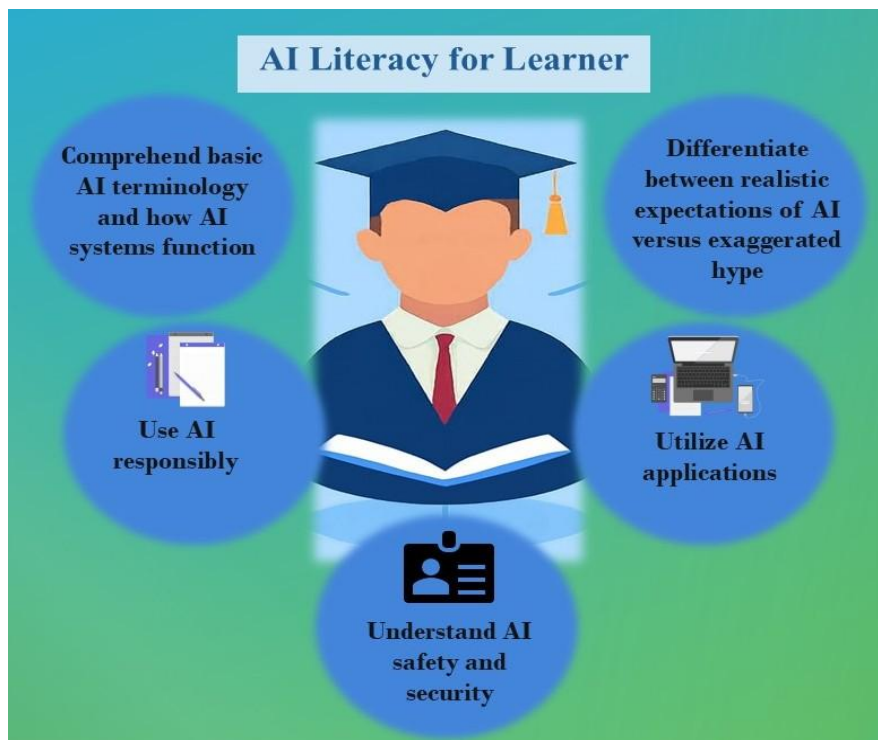 AI Literacy for Learner
Comprehend basic
AI terminology
and how AI
systems function
Differentiate
between realistic
expectations of AI
versus exaggerated
hype
Use AI
responsibly
Utilize AI
applications
Understand AI
safety and
security